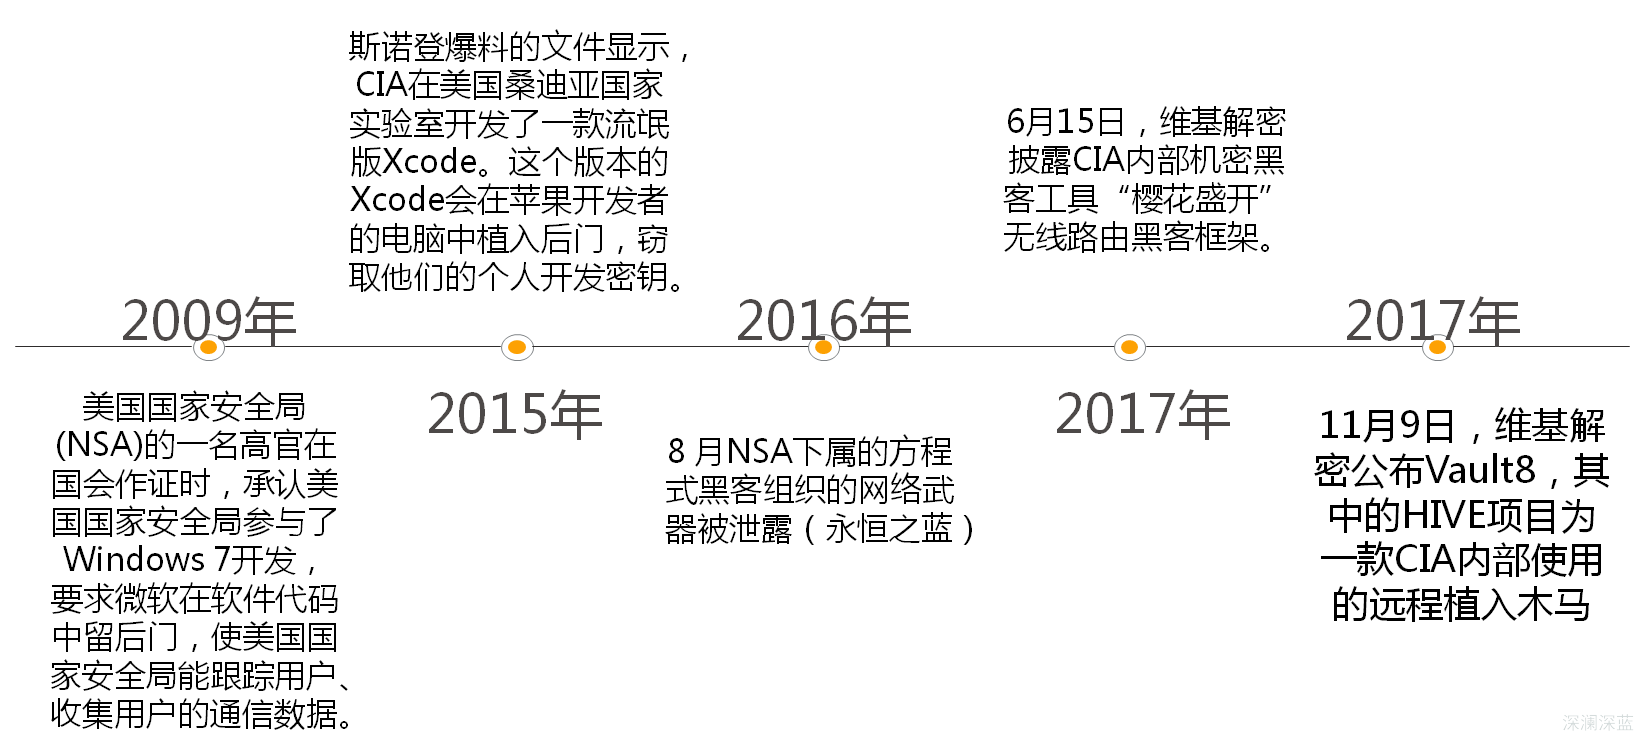 2009年
美国国家安全局
(NSA)的一名高官在
国会作证时，承认美
国国家安全局参与了
Windows 7开发，
要求微软在软件代码
中留后门，使美国国
家安全局能跟踪用户、
收集用户的通信数据。
斯诺登爆料的文件显示，
CIA在美国桑迪亚国家
实验室开发了一款流氓
版Xcode。这个版本的
Xcode会在苹果开发者
的电脑中植入后门，窃
取他们的个人开发密钥。
2015年
2016年
8 月NSA下属的方程
式黑客组织的网络武
器被泄露（永恒之蓝）
6月15日，维基解密
披露CIA内部机密黑
客工具“樱花盛开”
无线路由黑客框架。
2017年
2017年
11月9日，维基解
密公布Vault8，其
中的HIVE项目为
一款CIA内部使用
的远程植入木马
深澜深蓝